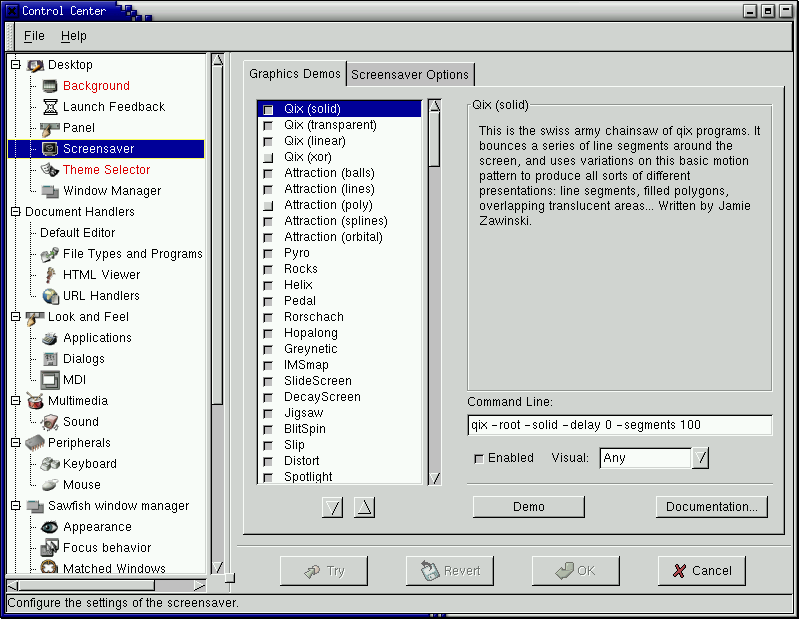 Control Center
File Help
Desktop
Background
Launch Feedback
Panel
Screensaver
Theme Selector
Window Manager
Document Handlers
Default Editor
File Types and Programs
HTML Viewer
URL Handlers
Look and Feel
Applications
Dialogs
MDI
Multimedia
Sound
Peripherals
Keyboard
Mouse
Sawfish window manager
Appearance
Focus behavior
Matched Windows
Graphics Demos
Screensaver Options
Qix (solid)
Qix (transparent)
Qix (linear)
Qix (xor)
Attraction (balls)
Attraction (lines)
Attraction (poly)
Attraction (splines)
Attraction (orbital)
Pyro
Rocks
Helix
Pedal
Rorschach
Hopalong
Greynetic
IMSmap
SlideScreen
DecayScreen
Jigsaw
BlitSpin
Slip
Distort
Spotlight
Qix (solid)
This is the swiss army chainsaw of qix programs. It
bounces a series of line segments around the
screen, and uses variations on this basic motion
pattern to produce all sorts of different
presentations: line segments, filled polygons,
overlapping translucent areas... Written by Jamie
Zawinski.
Command Line:
qix -root -solid -delay 0 -segments 100
Enabled Visual: Any
Demo
Documentation...
Try
Revert
OK
Cancel
Configure the settings of the screensaver.